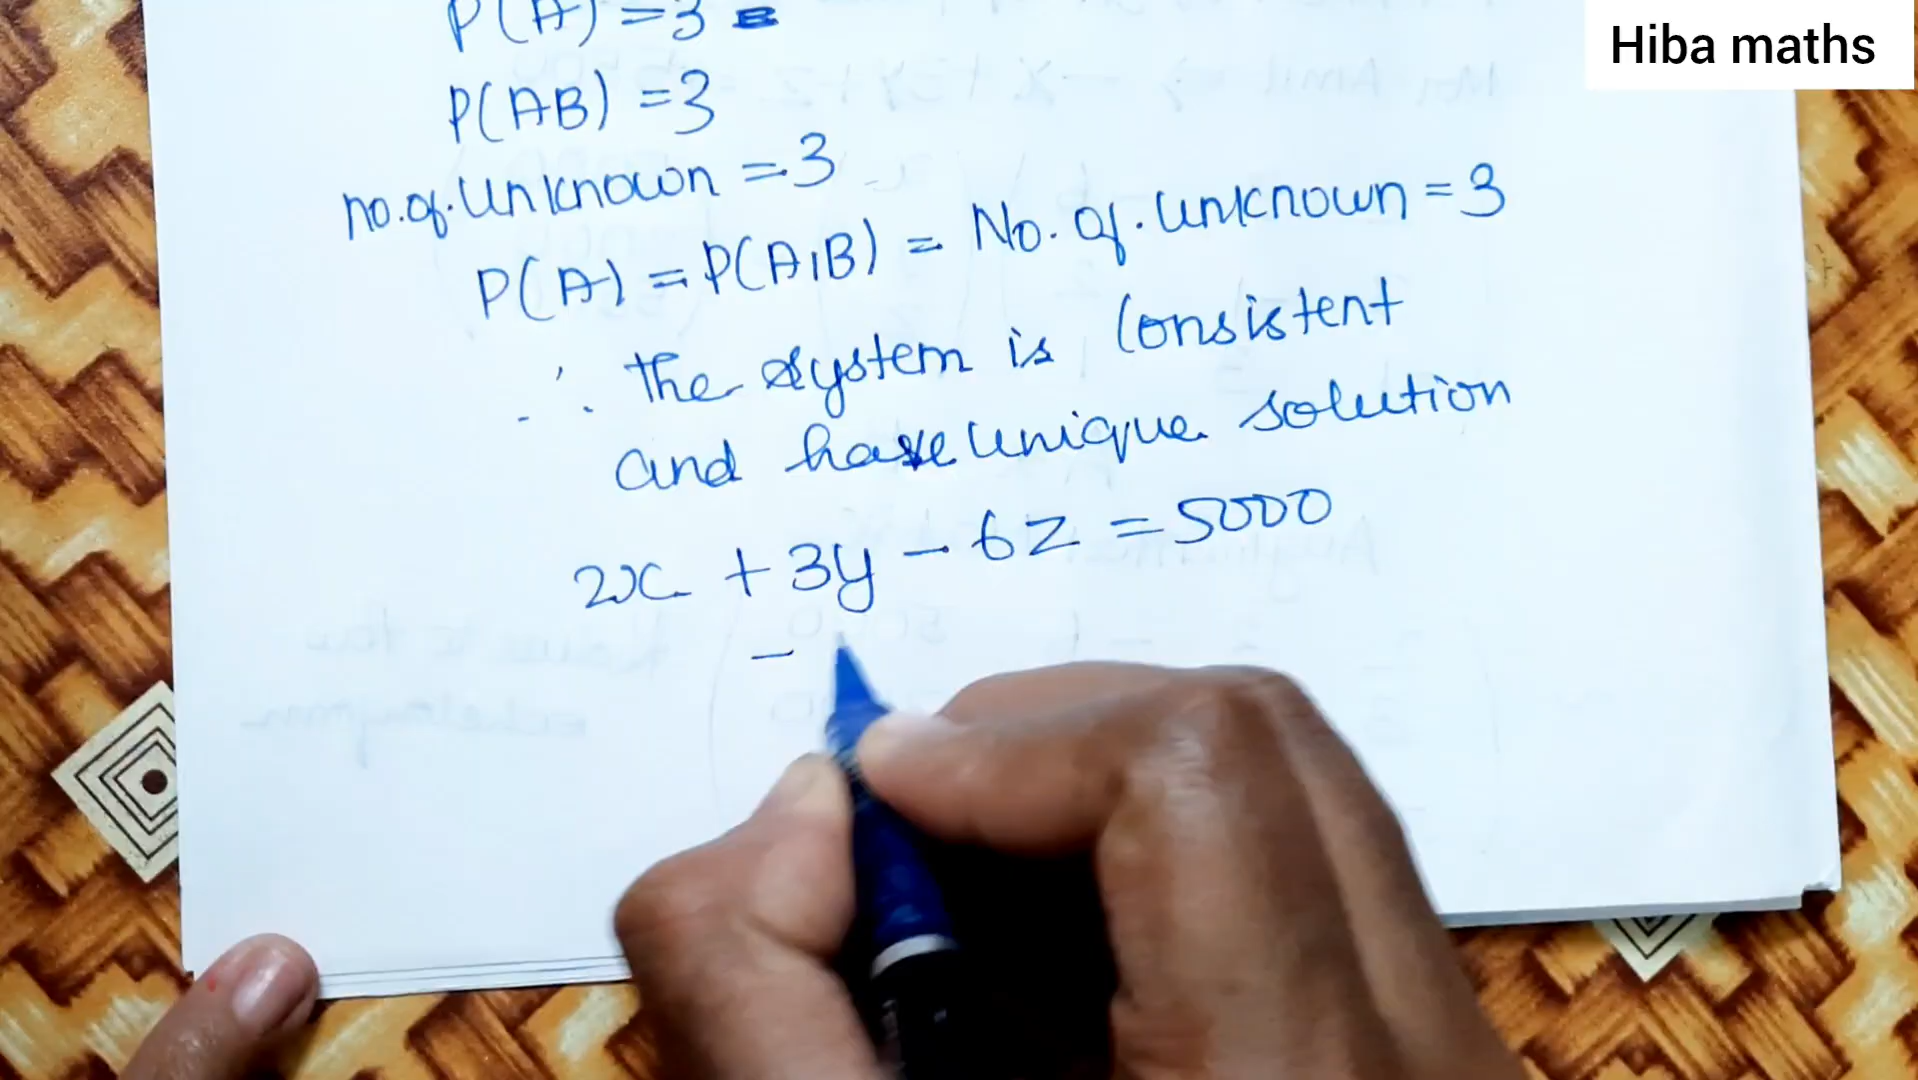 Hiba maths
P(A) = 3
P(AB) = 3
no.of.unknown = 3
P(A) = P(A,B) = No.of.unknown = 3
∴ the system is Consistent
and have unique solution
2x + 3y - 6z = 5000
-